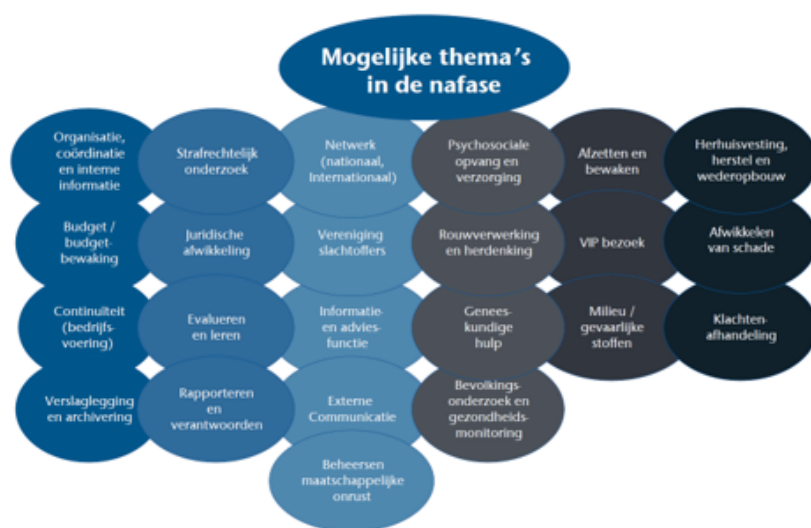 Mogelijke thema's
in de nafase
Organisatie,
coördinatie
en interne
informatie
Strafrechtelijk
onderzoek
Netwerk
(nationaal,
Internationaal)
Psychosociale
opvang en
verzorging
Afzetten en
bewaken
Herhuisvesting,
herstel en
wederopbouw
Budget /
budget-
bewaking
Juridische
afwikkeling
Vereniging
slachtoffers
Rouwverwerking
en herdenking
VIP bezoek
Afwikkelen
van schade
Continuïteit
(bedrijfs-
voering)
Evalueren
en leren
Informatie-
en advies-
functie
Genees-
kundige
hulp
Milieu /
gevaarlijke
stoffen
Klachten-
afhandeling
Verslaglegging
en archivering
Rapporteren
en
verantwoorden
Externe
Communicatie
Bevolkings-
onderzoek en
gezondheids-
monitoring
Beheersen
maatschappelijke
onrust